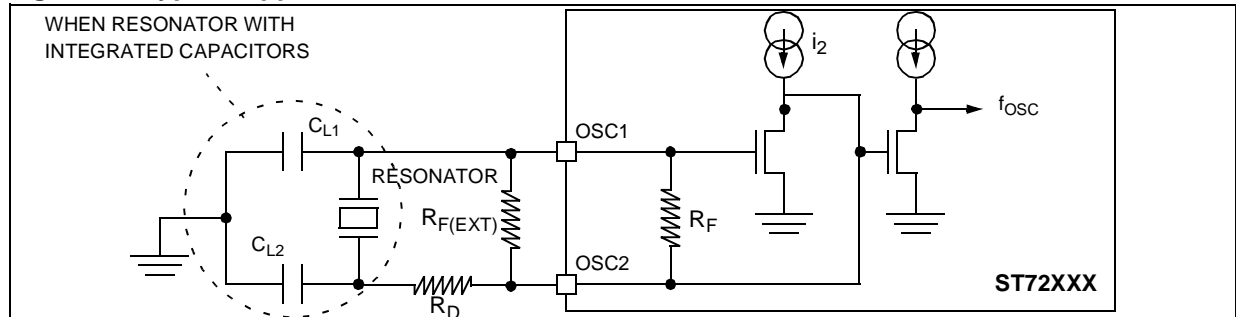 WHEN RESONATOR WITH
INTEGRATED CAPACITORS
i2
fOSC
CL1
OSC1
RESONATOR
RF(EXT)
RF
CL2
OSC2
RD
ST72XXX